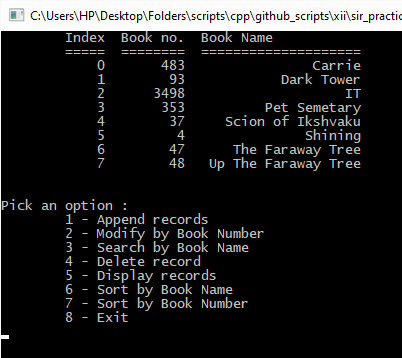 C:\Users\HP\Desktop\Folders\scripts\cpp\github_scripts\xii\sir_practic
Index  Book no.  Book Name
=====  ========  ====================
0       483                Carrie
1        93            Dark Tower
2      3498                    IT
3       353          Pet Semetary
4        37     Scion of Ikshvaku
5         4               Shining
6        47      The Faraway Tree
7        48   Up The Faraway Tree
Pick an option :
1 - Append records
2 - Modify by Book Number
3 - Search by Book Name
4 - Delete record
5 - Display records
6 - Sort by Book Name
7 - Sort by Book Number
8 - Exit